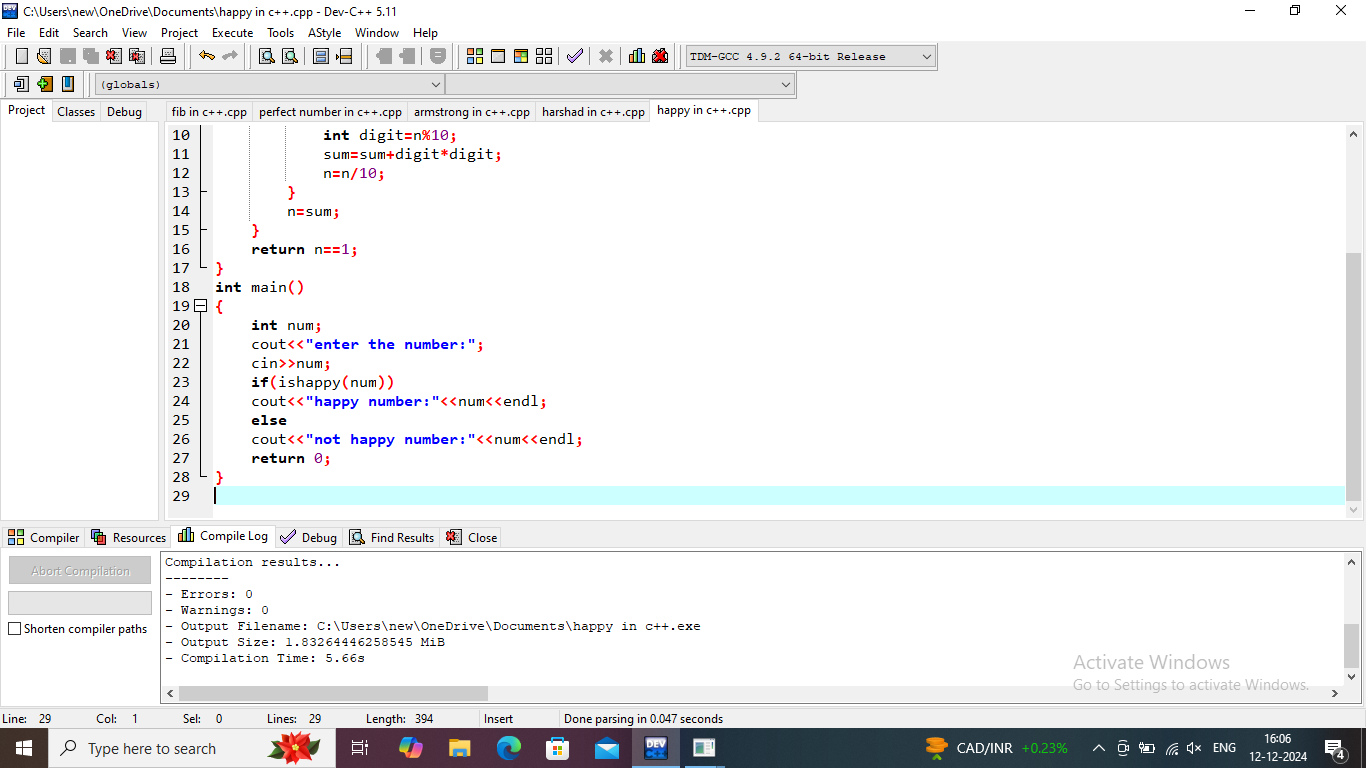 C:\Users\new\OneDrive\Documents\happy in c++.cpp - Dev-C++ 5.11
File Edit Search View Project Execute Tools AStyle Window Help
TDM-GCC 4.9.2 64-bit Release
(globals)
Project Classes Debug
fib in c++.cpp perfect number in c++.cpp armstrong in c++.cpp harshad in c++.cpp happy in c++.cpp
10 int digit=n%10;
11 sum=sum+digit*digit;
12 n=n/10;
13 }
14 n=sum;
15 }
16 return n==1;
17 }
18 int main()
19 {
20 int num;
21 cout<<"enter the number:";
22 cin>>num;
23 if(ishappy(num))
24 cout<<"happy number:"<<num<<endl;
25 else
26 cout<<"not happy number:"<<num<<endl;
27 return 0;
28 }
29
Compiler Resources Compile Log Debug Find Results Close
Abort Compilation
Shorten compiler paths
Compilation results...
--------
- Errors: 0
- Warnings: 0
- Output Filename: C:\Users\new\OneDrive\Documents\happy in c++.exe
- Output Size: 1.83264446258545 MiB
- Compilation Time: 5.66s
Activate Windows
Go to Settings to activate Windows.
Line: 29 Col: 1 Sel: 0 Lines: 29 Length: 394 Insert Done parsing in 0.047 seconds
Type here to search
DEV
CAD/INR +0.23%
ENG
16:06
12-12-2024
4